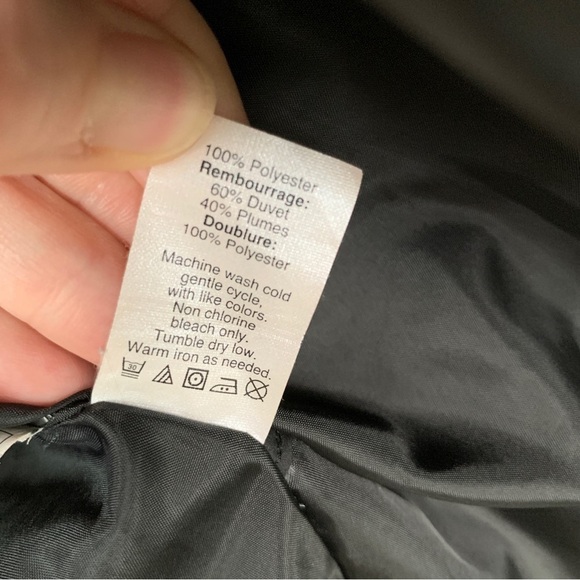 100% Polyester
Rembourrage:
60% Duvet
40% Plumes
Doublure:
100% Polyester
Machine wash cold
gentle cycle,
with like colors.
Non chlorine
bleach only.
Tumble dry low.
Warm iron as needed.
30